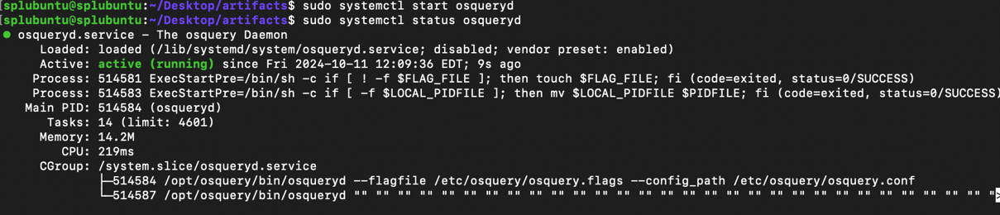 [splubuntu@splubuntu:~/Desktop/artifacts$ sudo systemctl start osqueryd
[splubuntu@splubuntu:~/Desktop/artifacts$ sudo systemctl status osqueryd
● osqueryd.service – The osquery Daemon
Loaded: loaded (/lib/systemd/system/osqueryd.service; disabled; vendor preset: enabled)
Active: active (running) since Fri 2024-10-11 12:09:36 EDT; 9s ago
Process: 514581 ExecStartPre=/bin/sh -c if [ ! -f $FLAG_FILE ]; then touch $FLAG_FILE; fi (code=exited, status=0/SUCCESS)
Process: 514583 ExecStartPre=/bin/sh -c if [ -f $LOCAL_PIDFILE ]; then mv $LOCAL_PIDFILE $PIDFILE; fi (code=exited, status=0/SUCCESS)
Main PID: 514584 (osqueryd)
Tasks: 14 (limit: 4601)
Memory: 14.2M
CPU: 219ms
CGroup: /system.slice/osqueryd.service
├─514584 /opt/osquery/bin/osqueryd --flagfile /etc/osquery/osquery.flags --config_path /etc/osquery/osquery.conf
└─514587 /opt/osquery/bin/osqueryd "" "" "" "" "" "" "" "" "" "" "" "" "" "" "" "" "" "" "" "" "" "" "" "" "" "" "" "" "" ">